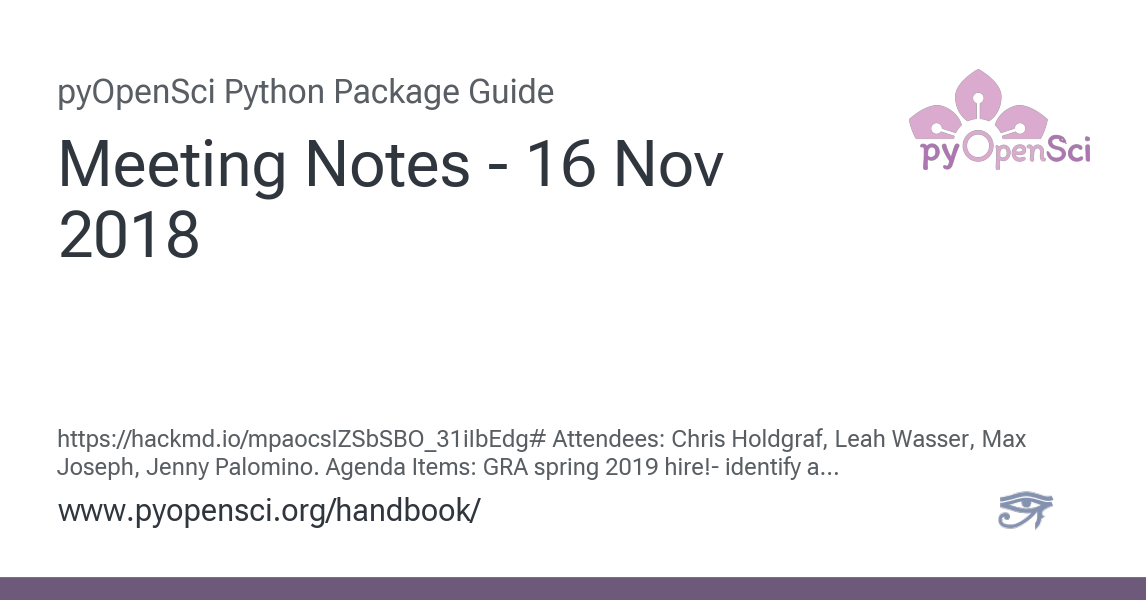 pyOpenSci Python Package Guide
Meeting Notes - 16 Nov
2018
pyOpenSci
https://hackmd.io/mpaocsIZSbSBO_31iIbEdg# Attendees: Chris Holdgraf, Leah Wasser, Max
Joseph, Jenny Palomino. Agenda Items: GRA spring 2019 hire!- identify a...
www.pyopensci.org/handbook/